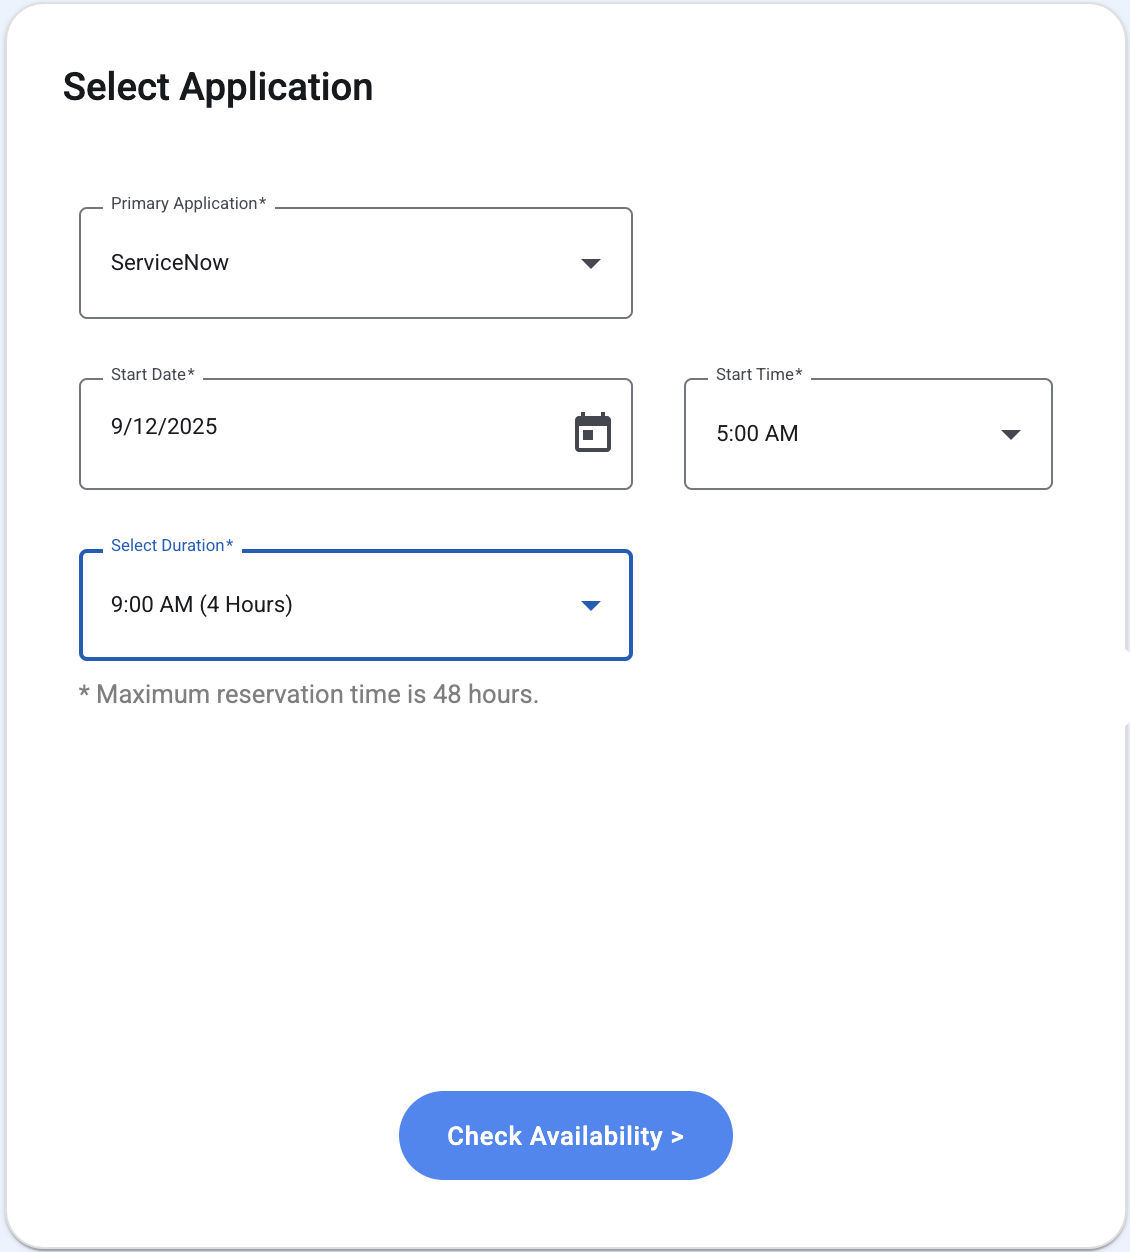 Select Application
Primary Application*
ServiceNow
Start Date*
9/12/2025
Start Time*
5:00 AM
Select Duration*
9:00 AM (4 Hours)
* Maximum reservation time is 48 hours.
Check Availability >